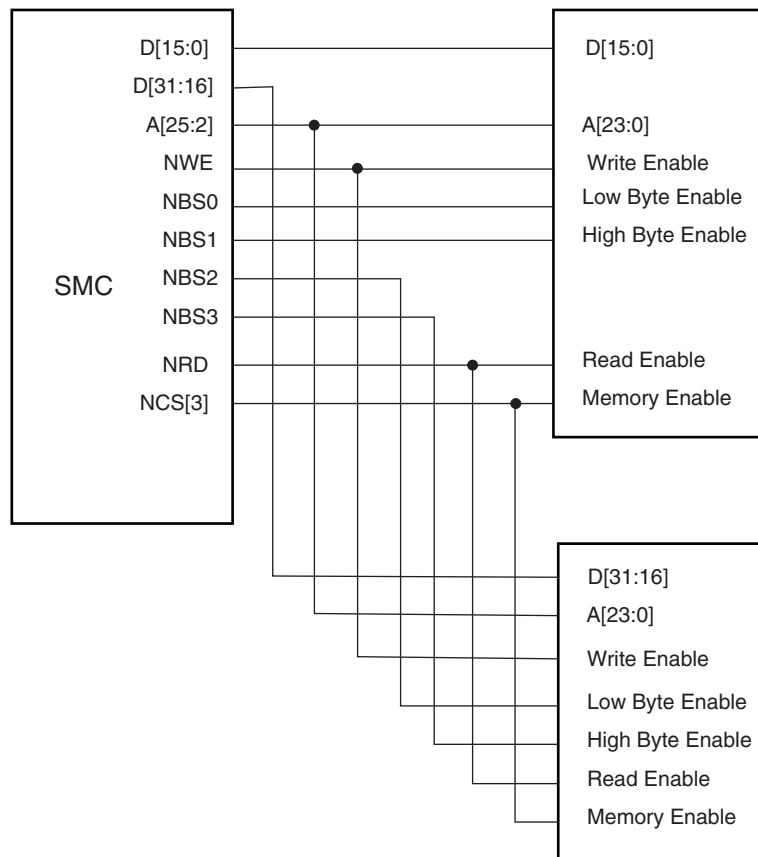 D[15:0]
D[31:16]
A[25:2]
NWE
NBS0
NBS1
NBS2
NBS3
NRD
NCS[3]
SMC
D[15:0]
A[23:0]
Write Enable
Low Byte Enable
High Byte Enable
Read Enable
Memory Enable
D[31:16]
A[23:0]
Write Enable
Low Byte Enable
High Byte Enable
Read Enable
Memory Enable